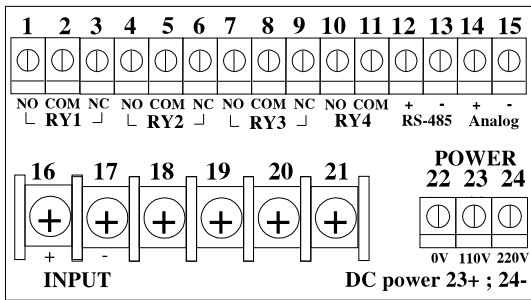 1 2 3 4 5 6 7 8 9 10 11 12 13 14 15
NO COM NC NO COM NC NO COM NC NO COM + - + -
RY1 RY2 RY3 RY4 RS-485 Analog
POWER
16 17 18 19 20 21 22 23 24
+ - 0V 110V 220V
INPUT DC power 23+ ; 24-